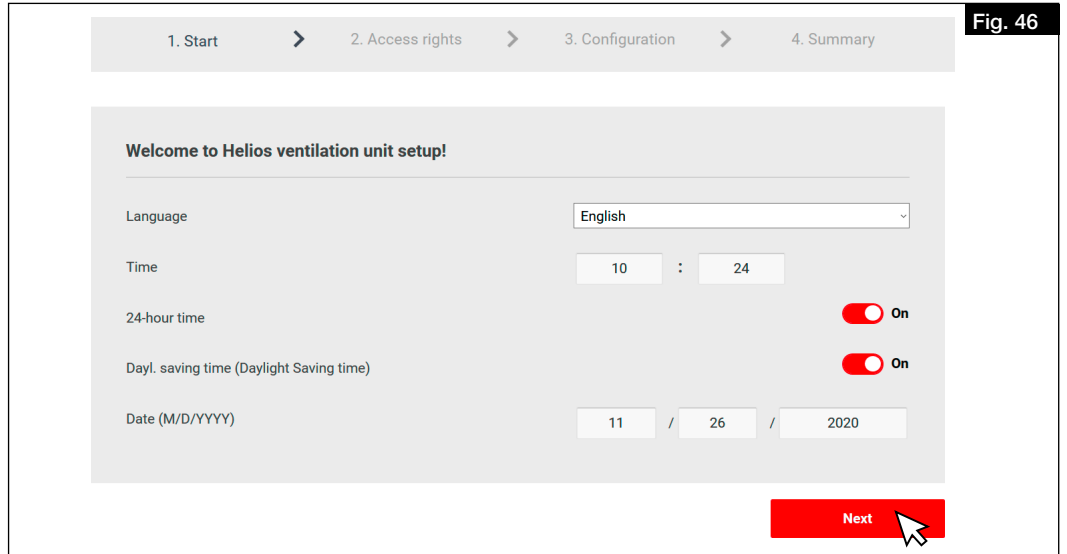 Fig. 46
1. Start 2. Access rights 3. Configuration 4. Summary
Welcome to Helios ventilation unit setup!
Language English
Time 10 : 24
24-hour time On
Dayl. saving time (Daylight Saving time) On
Date (M/D/YYYY) 11 / 26 / 2020
Next